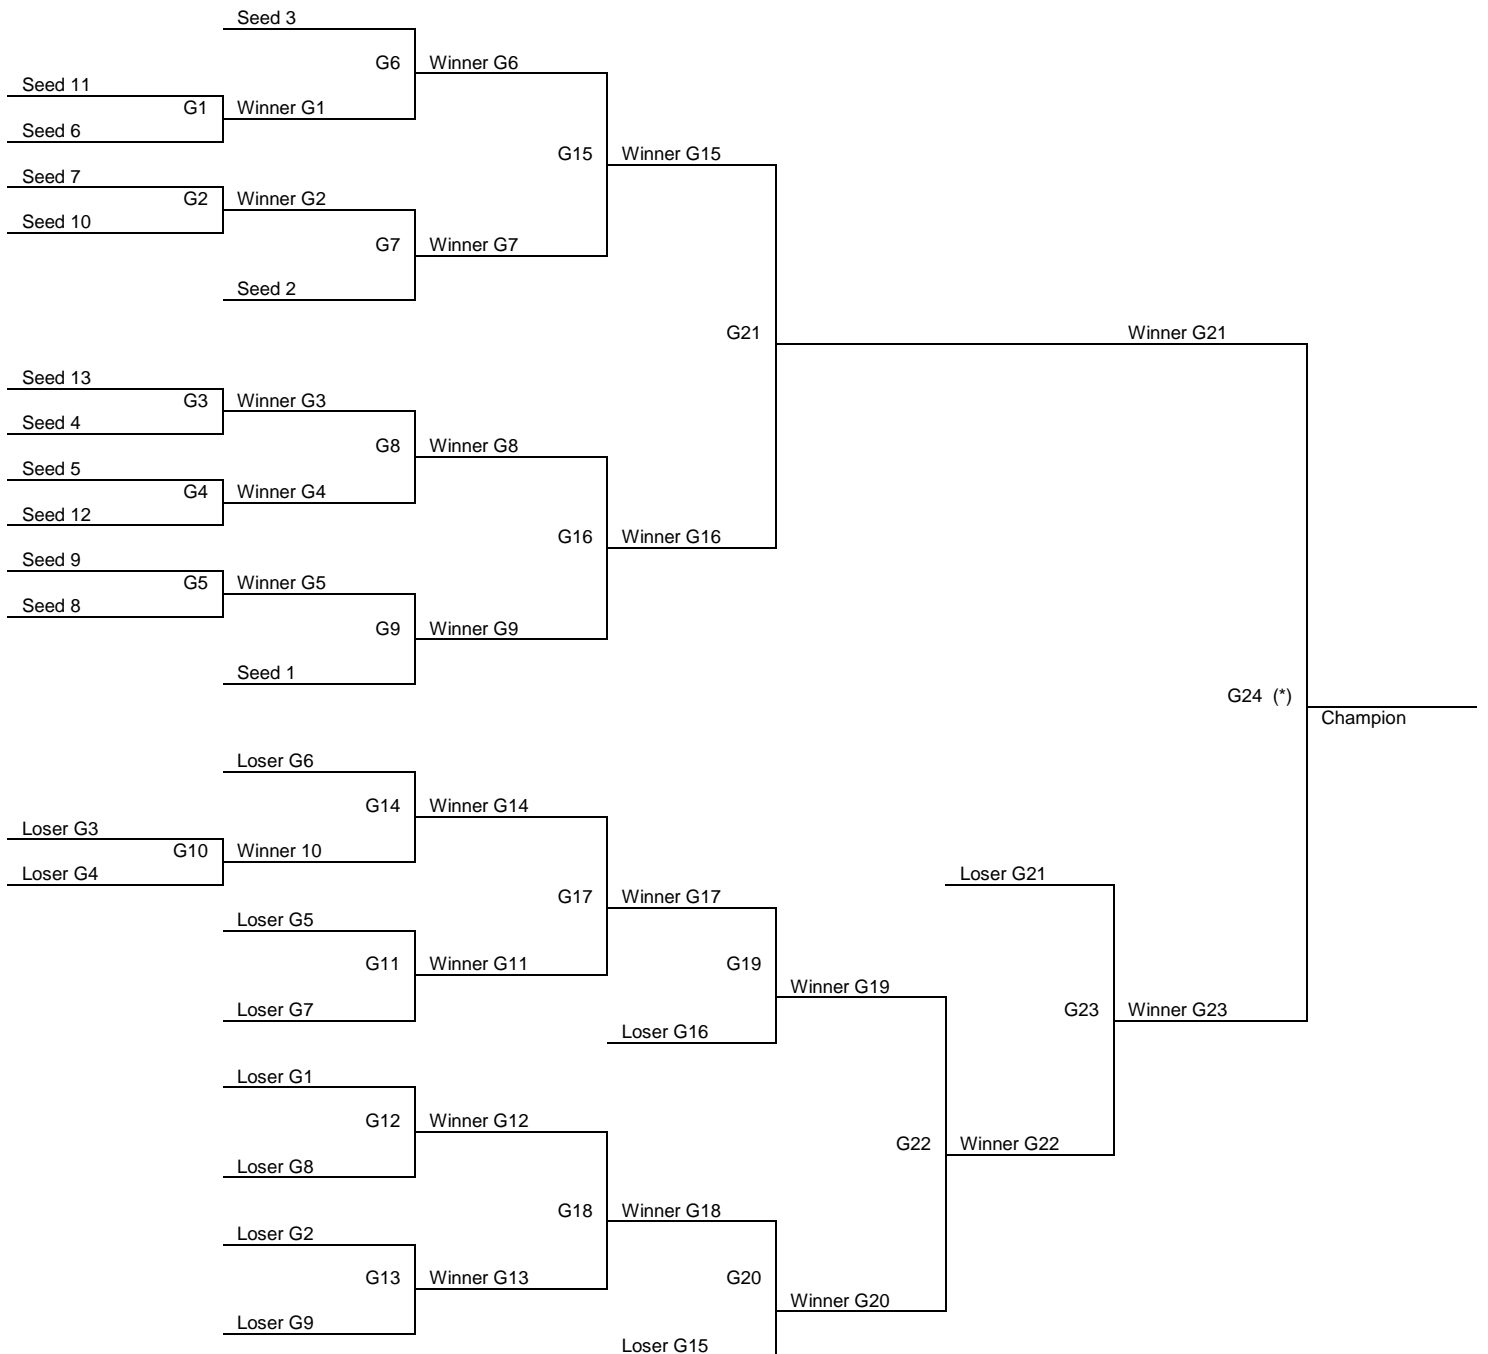 Seed 3
G6 Winner G6
Seed 11
G1 Winner G1
Seed 6
G15 Winner G15
Seed 7
G2 Winner G2
Seed 10
G7 Winner G7
Seed 2
G21 Winner G21
Seed 13
G3 Winner G3
Seed 4
G8 Winner G8
Seed 5
G4 Winner G4
Seed 12
G16 Winner G16
Seed 9
G5 Winner G5
Seed 8
G9 Winner G9
Seed 1
G24 (*)
Champion
Loser G6
G14 Winner G14
Loser G3
G10 Winner 10
Loser G4
Loser G21
G17 Winner G17
Loser G5
G11 Winner G11
G19
Winner G19
Loser G7
G23 Winner G23
Loser G16
Loser G1
G12 Winner G12
G22 Winner G22
Loser G8
G18 Winner G18
Loser G2
G13 Winner G13
G20
Winner G20
Loser G9
Loser G15